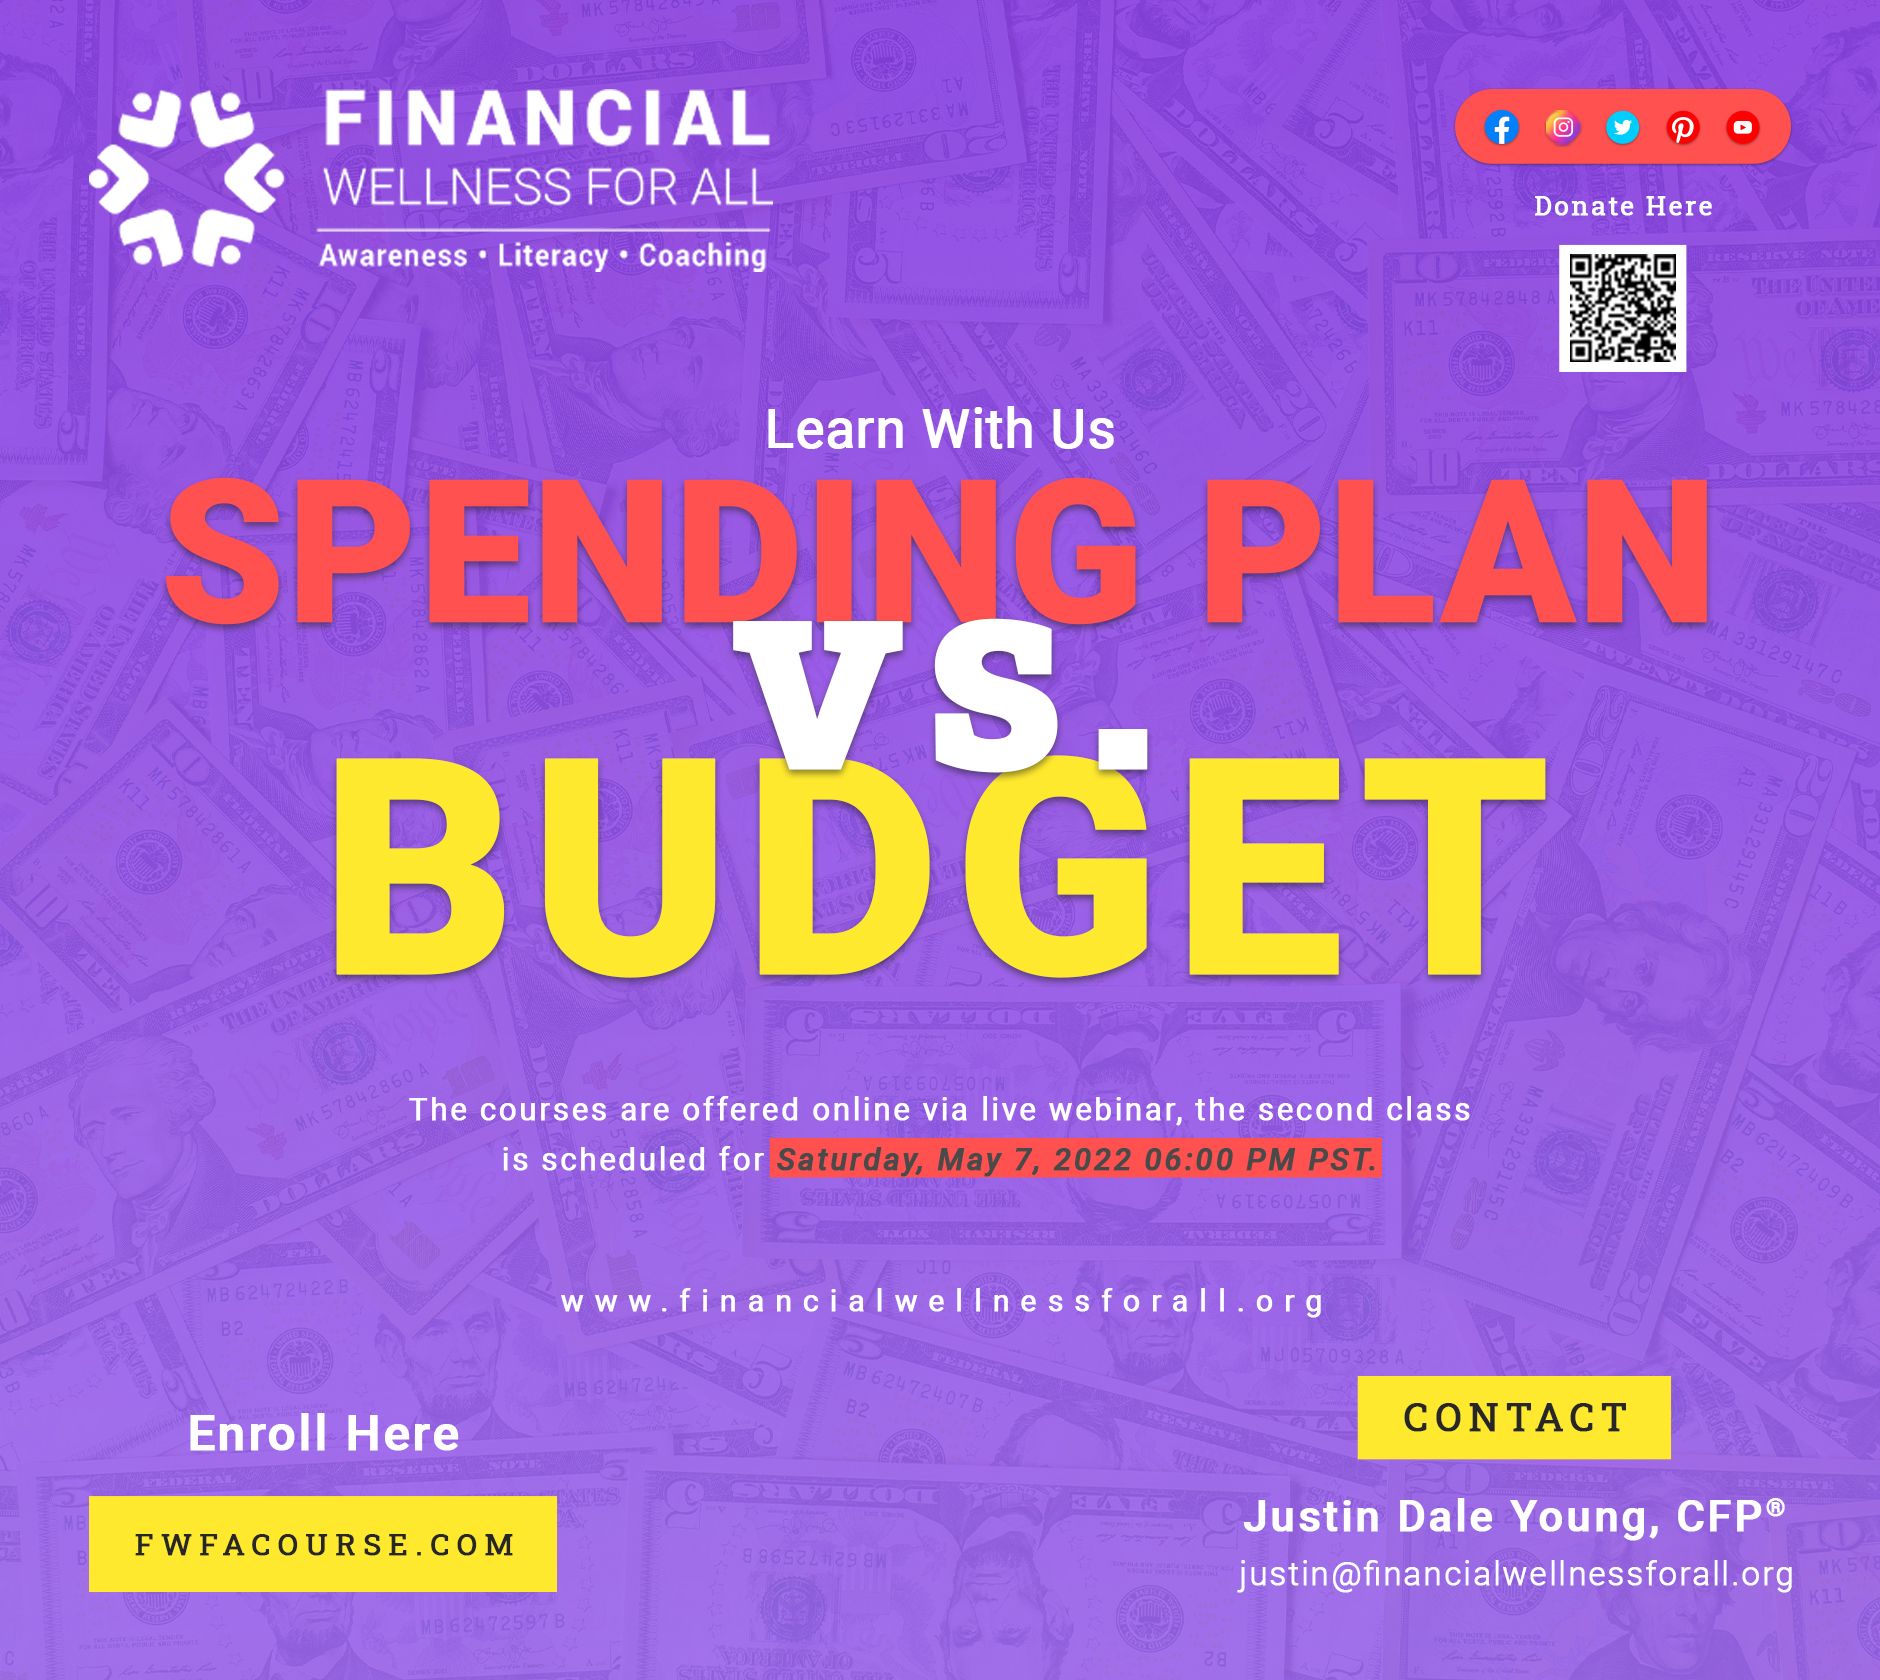 FINANCIAL
WELLNESS FOR ALL
Awareness • Literacy • Coaching
Donate Here
Learn With Us
SPENDING PLAN
VS.
BUDGET
The courses are offered online via live webinar, the second class
is scheduled for Saturday, May 7, 2022 06:00 PM PST.
www.financialwellnessforall.org
Enroll Here
FWFACOURSE.COM
CONTACT
Justin Dale Young, CFP®
justin@financialwellnessforall.org